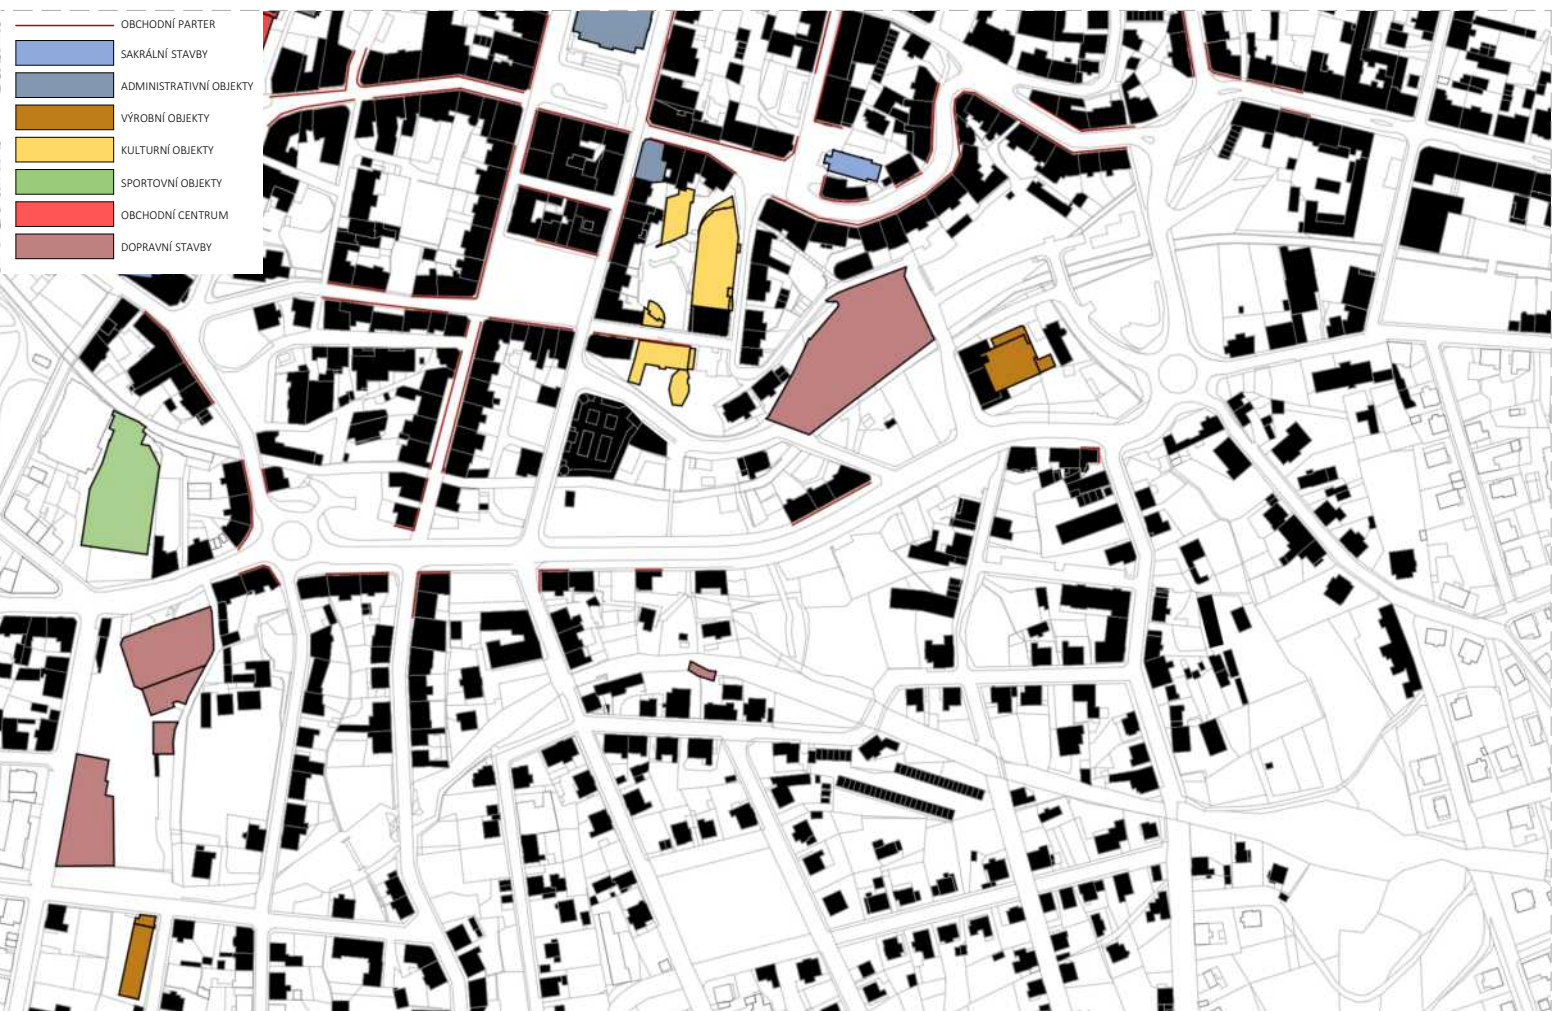 OBCHODNÍ PARTER
SAKRÁLNÍ STAVBY
ADMINISTRATIVNÍ OBJEKTY
VÝROBNÍ OBJEKTY
KULTURNÍ OBJEKTY
SPORTOVNÍ OBJEKTY
OBCHODNÍ CENTRUM
DOPRAVNÍ STAVBY